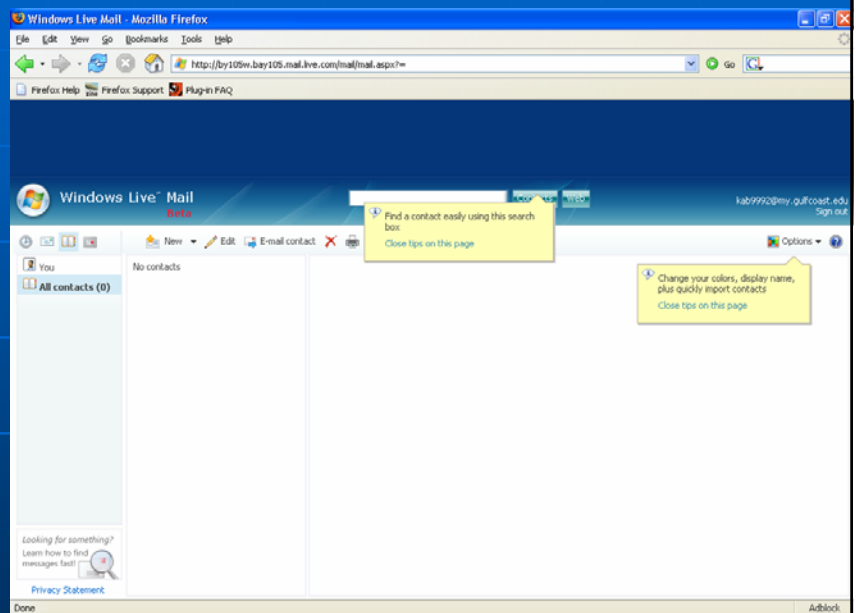 Windows Live Mail - Mozilla Firefox
File Edit View Go Bookmarks Tools Help
http://by105w.bay105.mail.live.com/mail/mail.aspx?=
Go
G
Firefox Help Firefox Support Plug-in FAQ
Windows Live™ Mail
Beta
Contacts Web
kab9992@my.gulfcoast.edu
Sign out
New Edit E-mail contact
Options
Find a contact easily using this search
box
Close tips on this page
Change your colors, display name,
plus quickly import contacts
Close tips on this page
You
All contacts (0)
No contacts
Looking for something?
Learn how to find
messages fast!
Privacy Statement
Done
Adblock